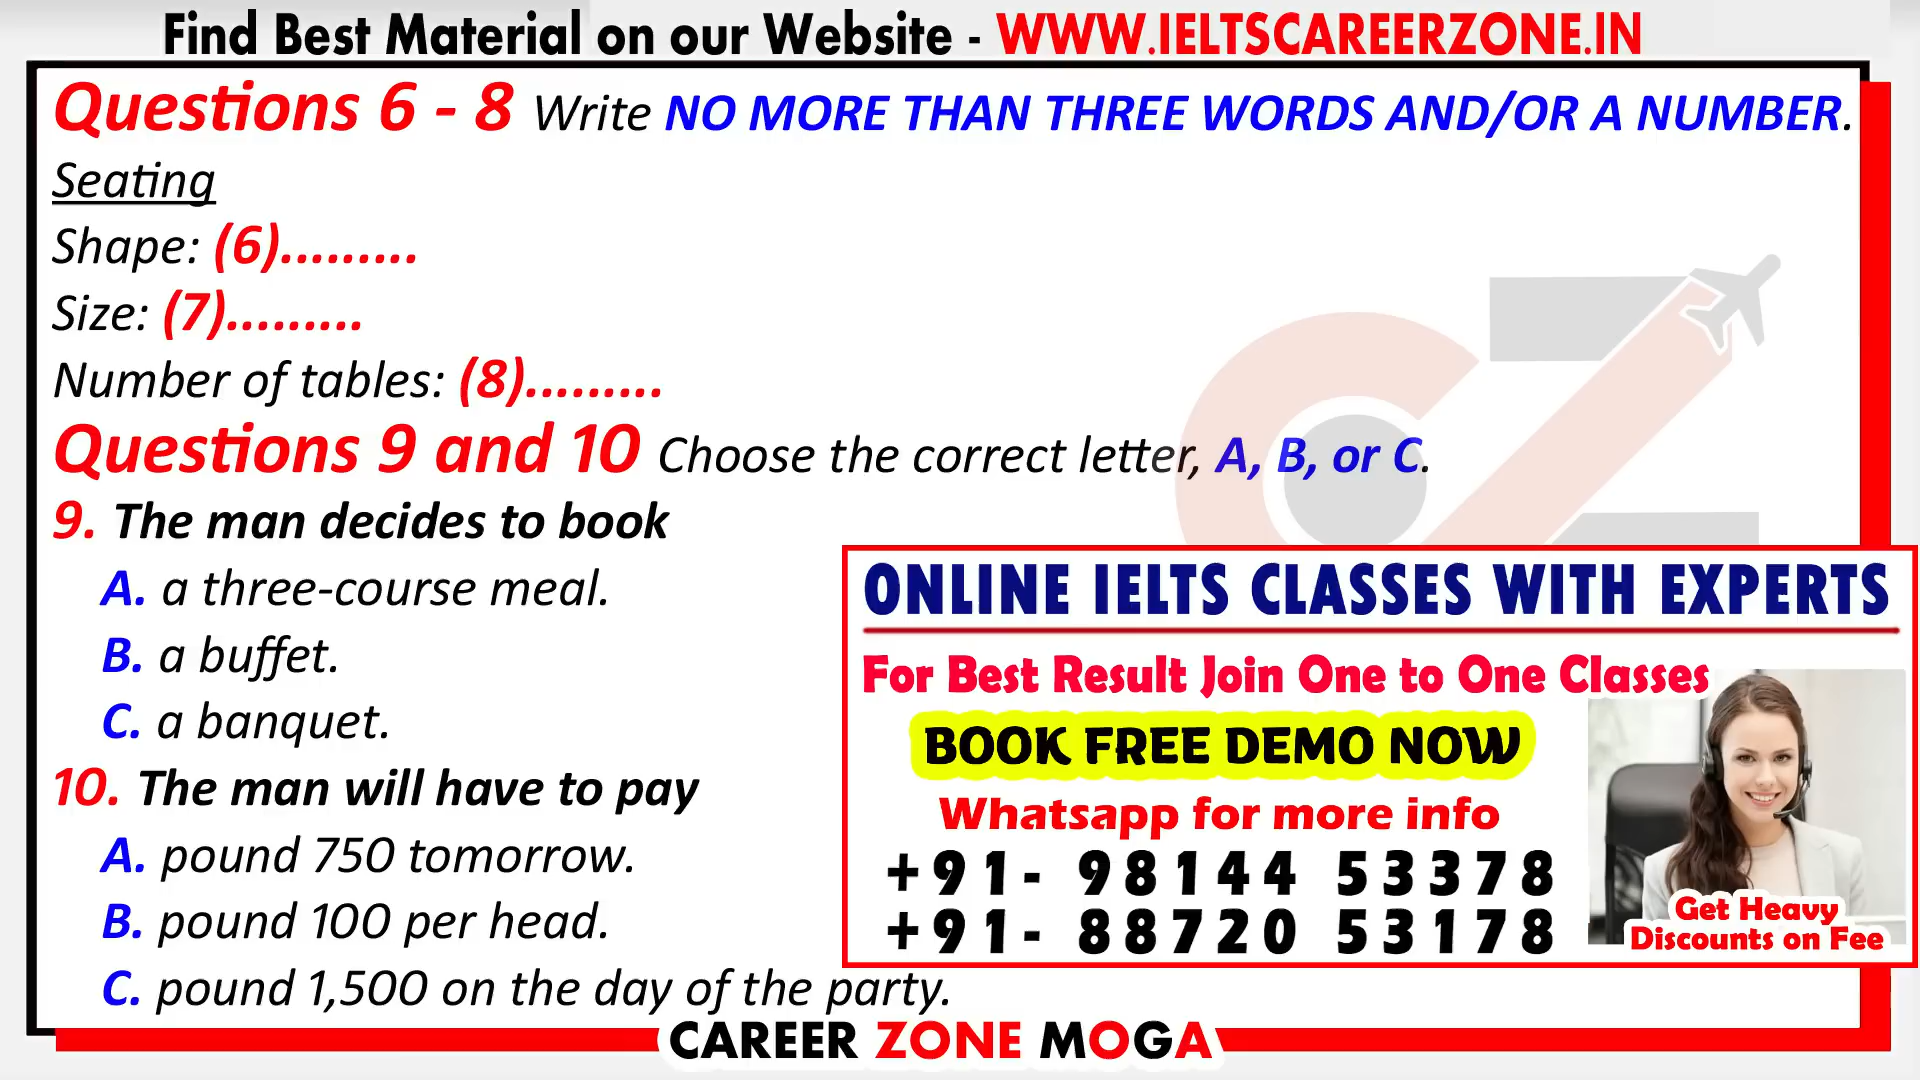 Find Best Material on our Website - WWW.IELTSCAREERZONE.IN
Questions 6 - 8 Write NO MORE THAN THREE WORDS AND/OR A NUMBER.
Seating
Shape: (6).........
Size: (7).........
Number of tables: (8).........
Questions 9 and 10 Choose the correct letter, A, B, or C.
9. The man decides to book
A. a three-course meal.
B. a buffet.
C. a banquet.
10. The man will have to pay
A. pound 750 tomorrow.
B. pound 100 per head.
C. pound 1,500 on the day of the party.
ONLINE IELTS CLASSES WITH EXPERTS
For Best Result Join One to One Classes
BOOK FREE DEMO NOW
Whatsapp for more info
+91- 98144 53378
+91- 88720 53178
Get Heavy
Discounts on Fee
CAREER ZONE MOGA